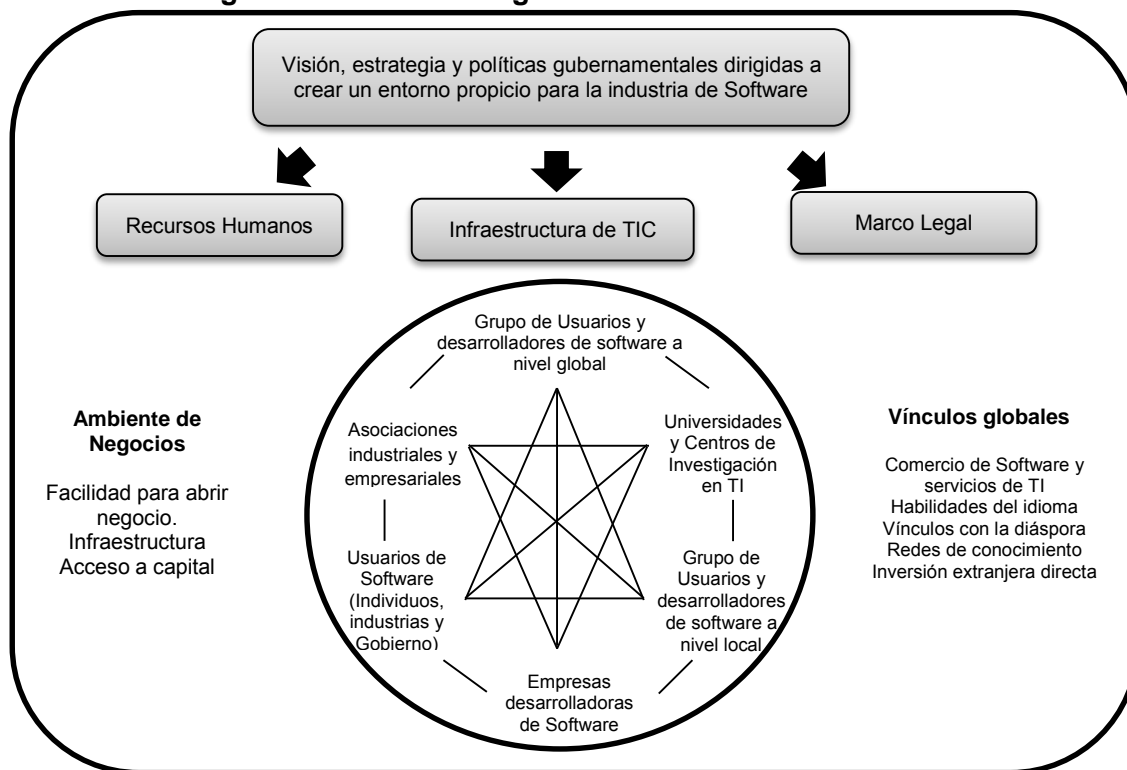 Visión, estrategia y políticas gubernamentales dirigidas a
crear un entorno propicio para la industria de Software
Recursos Humanos
Infraestructura de TIC
Marco Legal
Grupo de Usuarios y
desarrolladores de software a
nivel global
Ambiente de
Negocios
Facilidad para abrir
negocio.
Infraestructura
Acceso a capital
Asociaciones
industriales y
empresariales
Universidades
y Centros de
Investigación
en TI
Usuarios de
Software
(Individuos,
industrias y
Gobierno)
Grupo de
Usuarios y
desarrolladores
de software a
nivel local
Empresas
desarrolladoras
de Software
Vínculos globales
Comercio de Software y
servicios de TI
Habilidades del idioma
Vínculos con la diáspora
Redes de conocimiento
Inversión extranjera directa